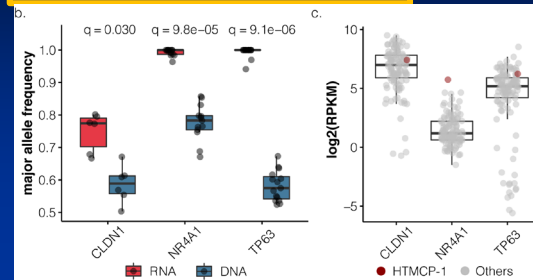 b.
q = 0.030 q = 9.8e−05 q = 9.1e−06
major allele frequency
1.0
0.9
0.8
0.7
0.6
0.5
CLDN1 NR4A1 TP63
RNA DNA
c.
log2(RPKM)
10
5
0
−5
CLDN1 NR4A1 TP63
HTMCP-1 Others